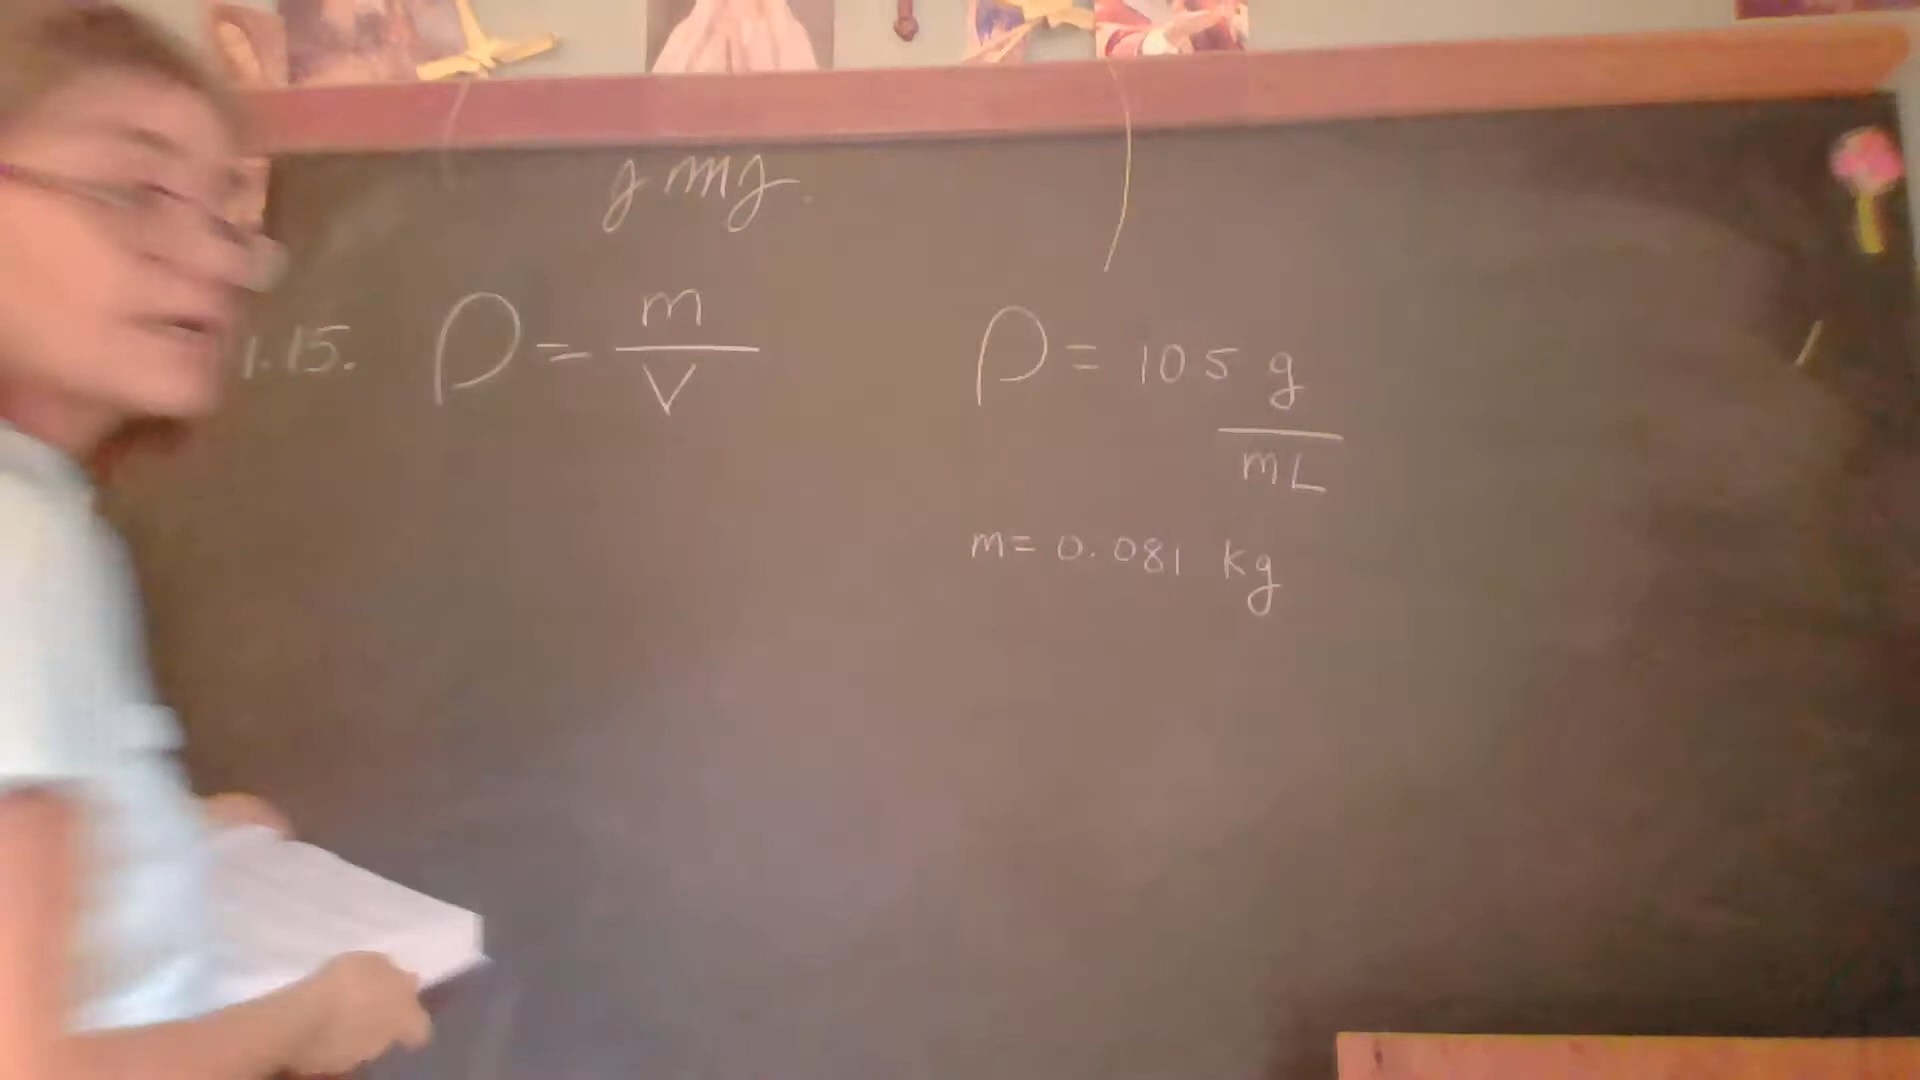 g mg.
1.15. ρ = m/V
ρ = 105 g/mL
m = 0.081 kg